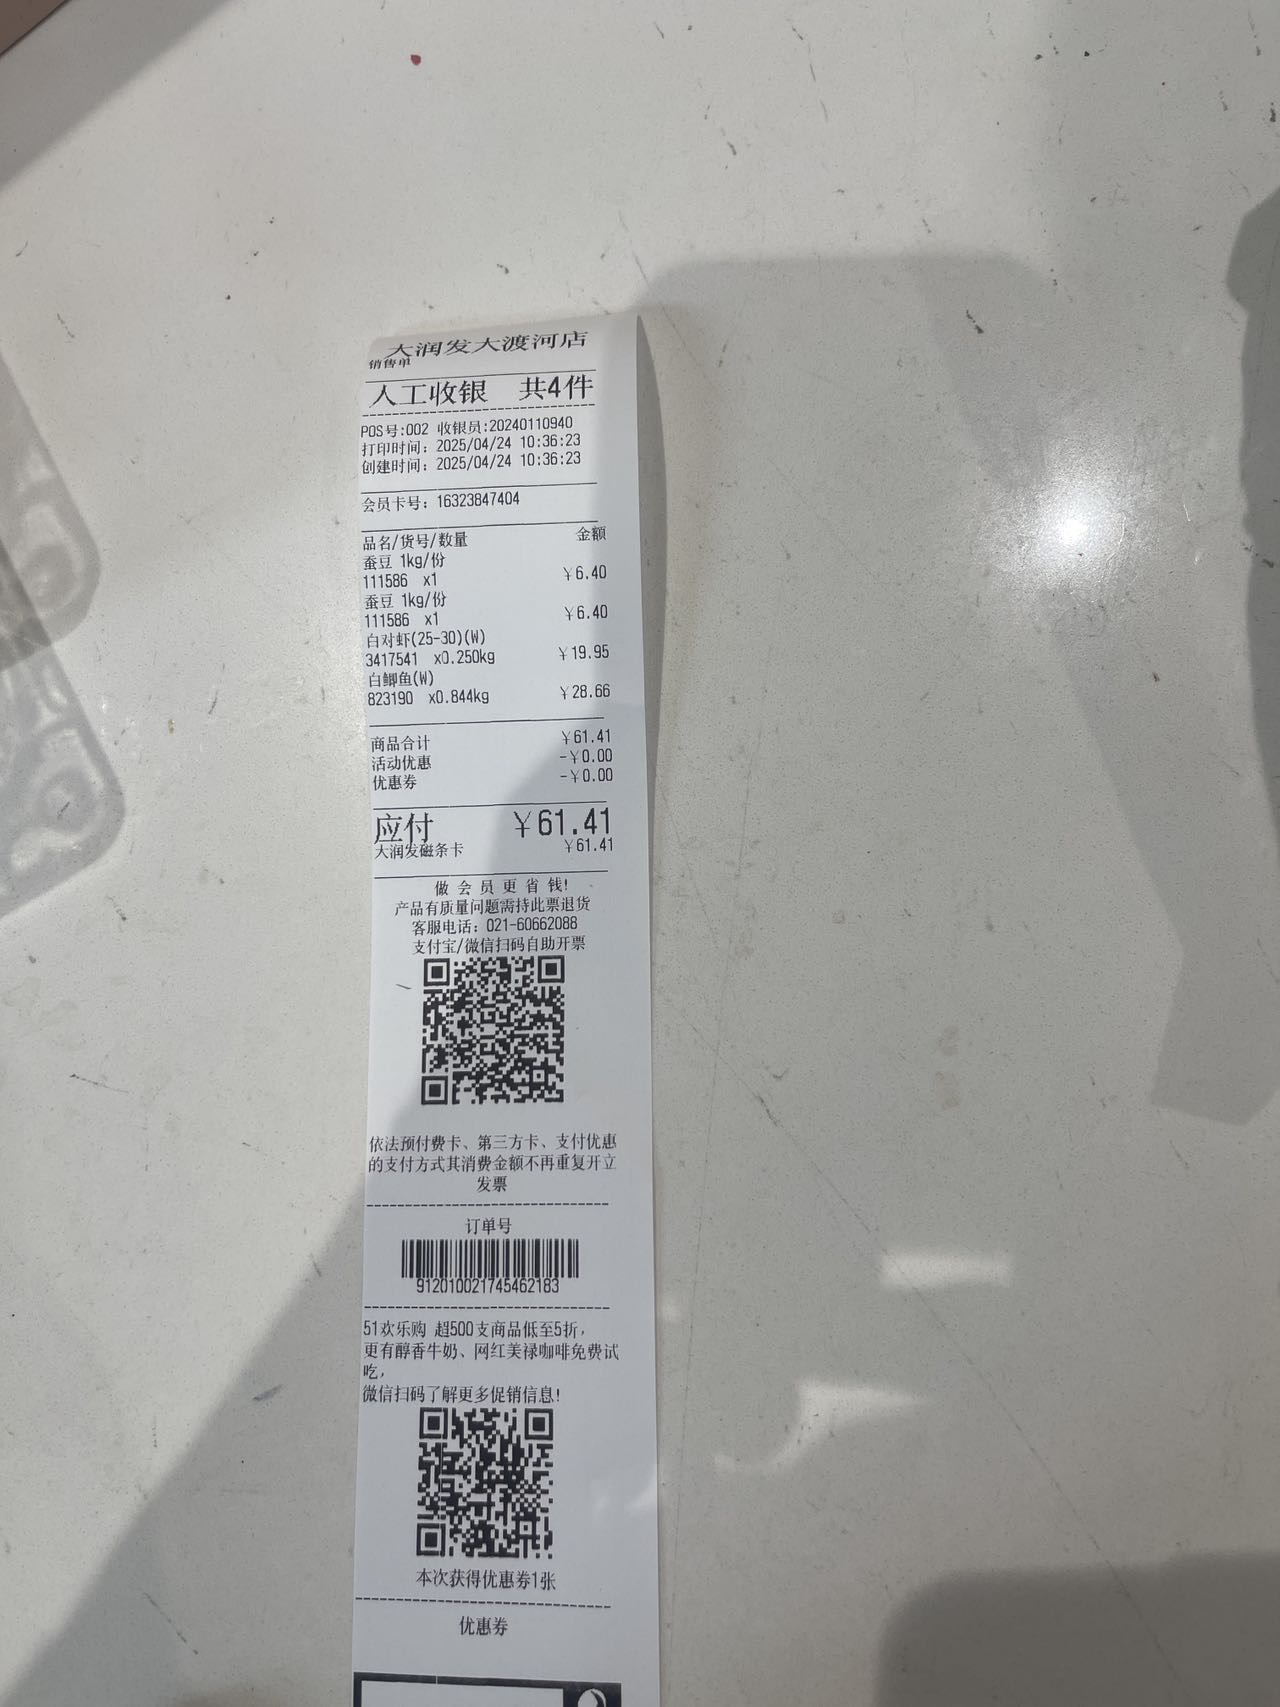 大润发大渡河店
销售单
人工收银 共4件
POS号:002 收银员:20240110940
打印时间: 2025/04/24 10:36:23
创建时间: 2025/04/24 10:36:23
会员卡号: 16323847404
品名/货号/数量 金额
蚕豆 1kg/份
111586 x1 ¥6.40
蚕豆 1kg/份
111586 x1 ¥6.40
白对虾(25-30)(W)
3417541 x0.250kg ¥19.95
白鲫鱼(W)
823190 x0.844kg ¥28.66
商品合计 ¥61.41
活动优惠 -¥0.00
优惠券 -¥0.00
应付 ¥61.41
大润发磁条卡 ¥61.41
做会员更省钱!
产品有质量问题需持此票退货
客服电话: 021-60662088
支付宝/微信扫码自助开票
依法预付费卡、第三方卡、支付优惠
的支付方式其消费金额不再重复开立
发票
订单号
912010021745462183
51欢乐购 超500支商品低至5折,
更有醇香牛奶、网红美禄咖啡免费试
吃,
微信扫码了解更多促销信息!
本次获得优惠券1张
优惠券